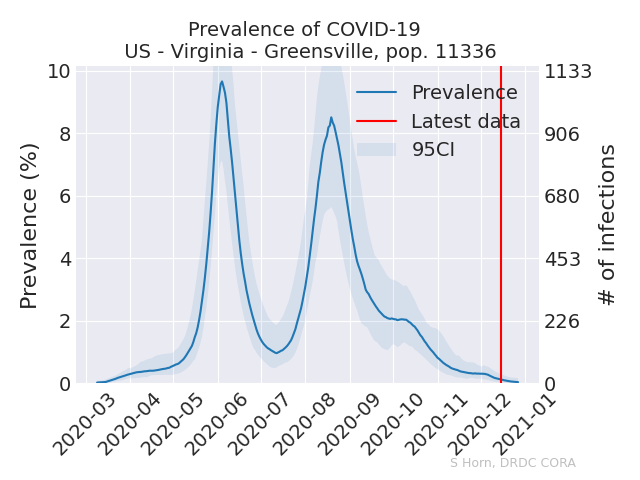 Prevalence of COVID-19
US - Virginia - Greensville, pop. 11336
Prevalence (%)
10
8
6
4
2
0
1133
906
680
453
226
0
# of infections
Prevalence
Latest data
95CI
2020-03
2020-04
2020-05
2020-06
2020-07
2020-08
2020-09
2020-10
2020-11
2020-12
2021-01
S Horn, DRDC CORA